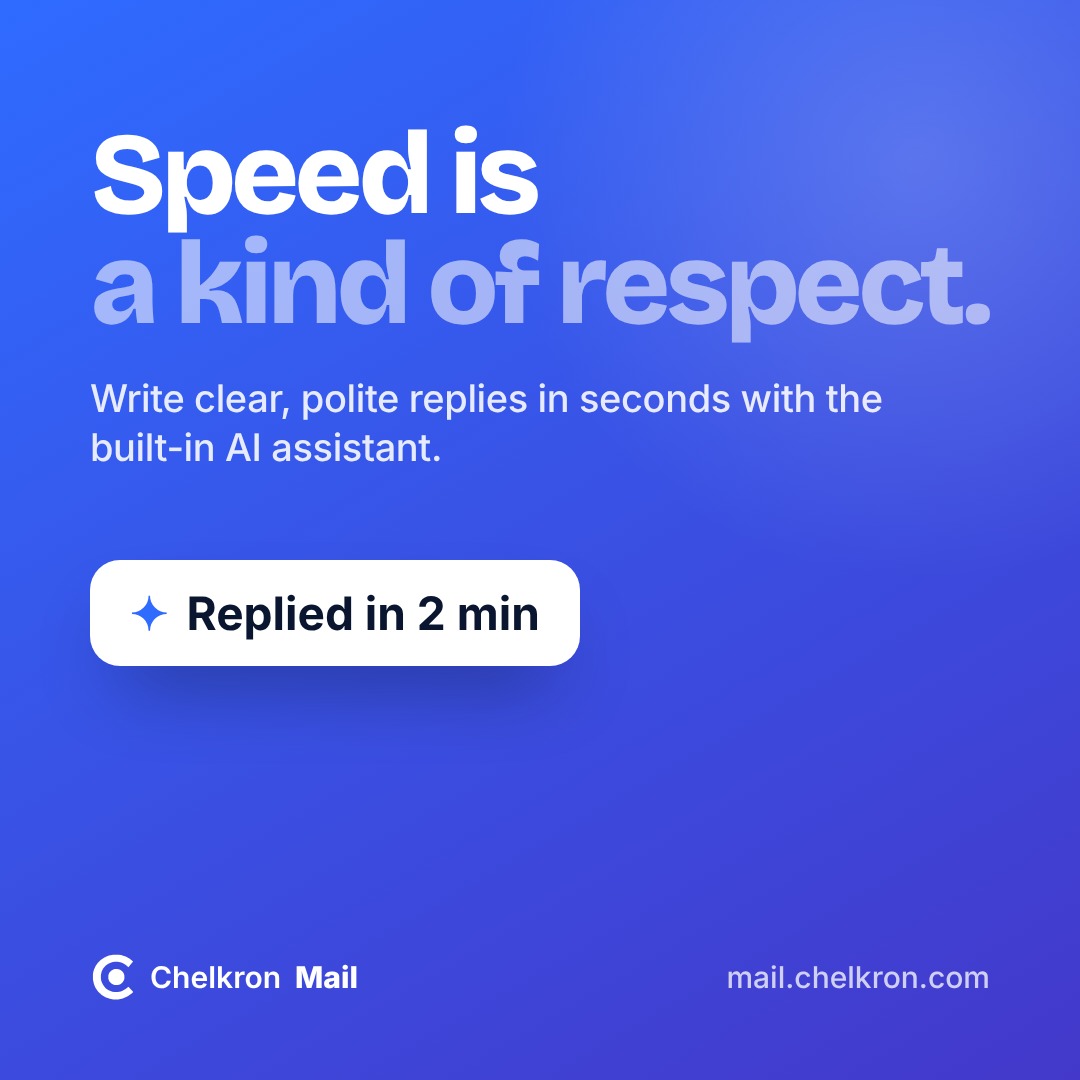 Speed is
a kind of respect.
Write clear, polite replies in seconds with the
built-in AI assistant.
Replied in 2 min
Chelkron Mail
mail.chelkron.com